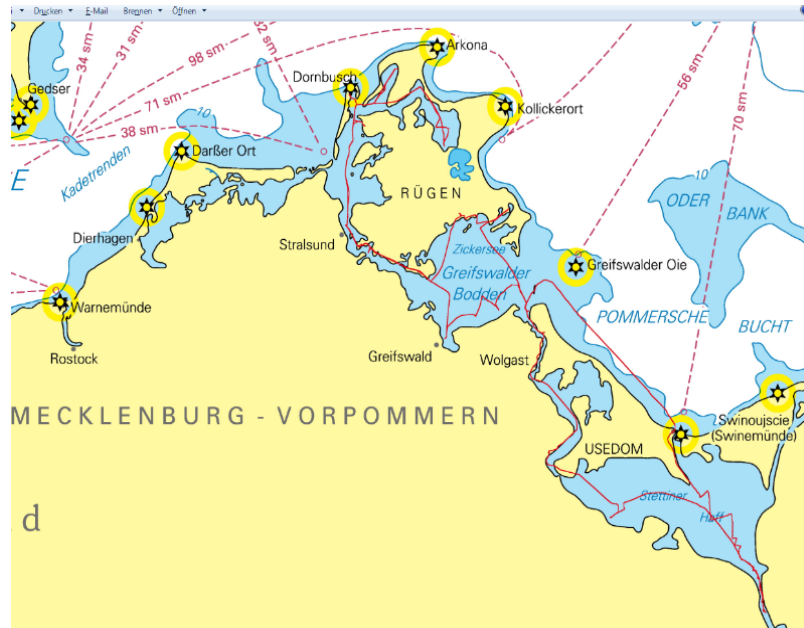 Drucken
E-Mail
Brennen
Öffnen
34 sm
31 sm
98 sm
71 sm
38 sm
32 sm
56 sm
70 sm
Arkona
Gedser
Dornbusch
Kollickerort
10
Kadetrenden
Darßer Ort
E
10
ODER
BANK
RÜGEN
Dierhagen
Stralsund
Zickersee
Greifswalder
Bodden
Greifswalder Oie
Warnemünde
POMMERSCHE
BUCHT
Rostock
Greifswald
Wolgast
MECKLENBURG - VORPOMMERN
Swinoujscie
(Swinemünde)
USEDOM
Stettiner
Haff
d